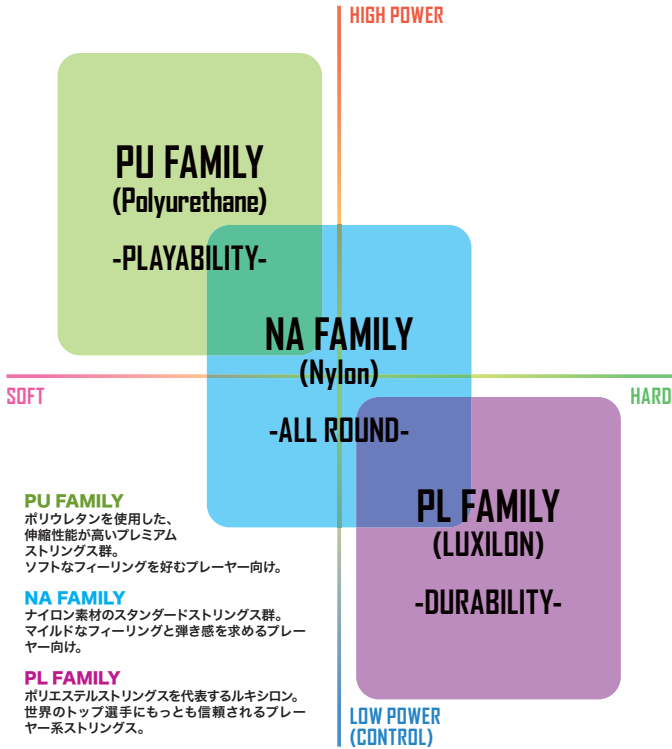 HIGH POWER
PU FAMILY
(Polyurethane)
-PLAYABILITY-
NA FAMILY
(Nylon)
-ALL ROUND-
SOFT
HARD
PL FAMILY
(LUXILON)
-DURABILITY-
PU FAMILY
ポリウレタンを使用した、
伸縮性能が高いプレミアム
ストリングス群。
ソフトなフィーリングを好むプレーヤー向け。
NA FAMILY
ナイロン素材のスタンダードストリングス群。
マイルドなフィーリングと弾き感を求めるプレー
ヤー向け。
PL FAMILY
ポリエステルストリングスを代表するルキシロン。
世界のトップ選手にもっとも信頼されるプレー
ヤー系ストリングス。
LOW POWER
(CONTROL)